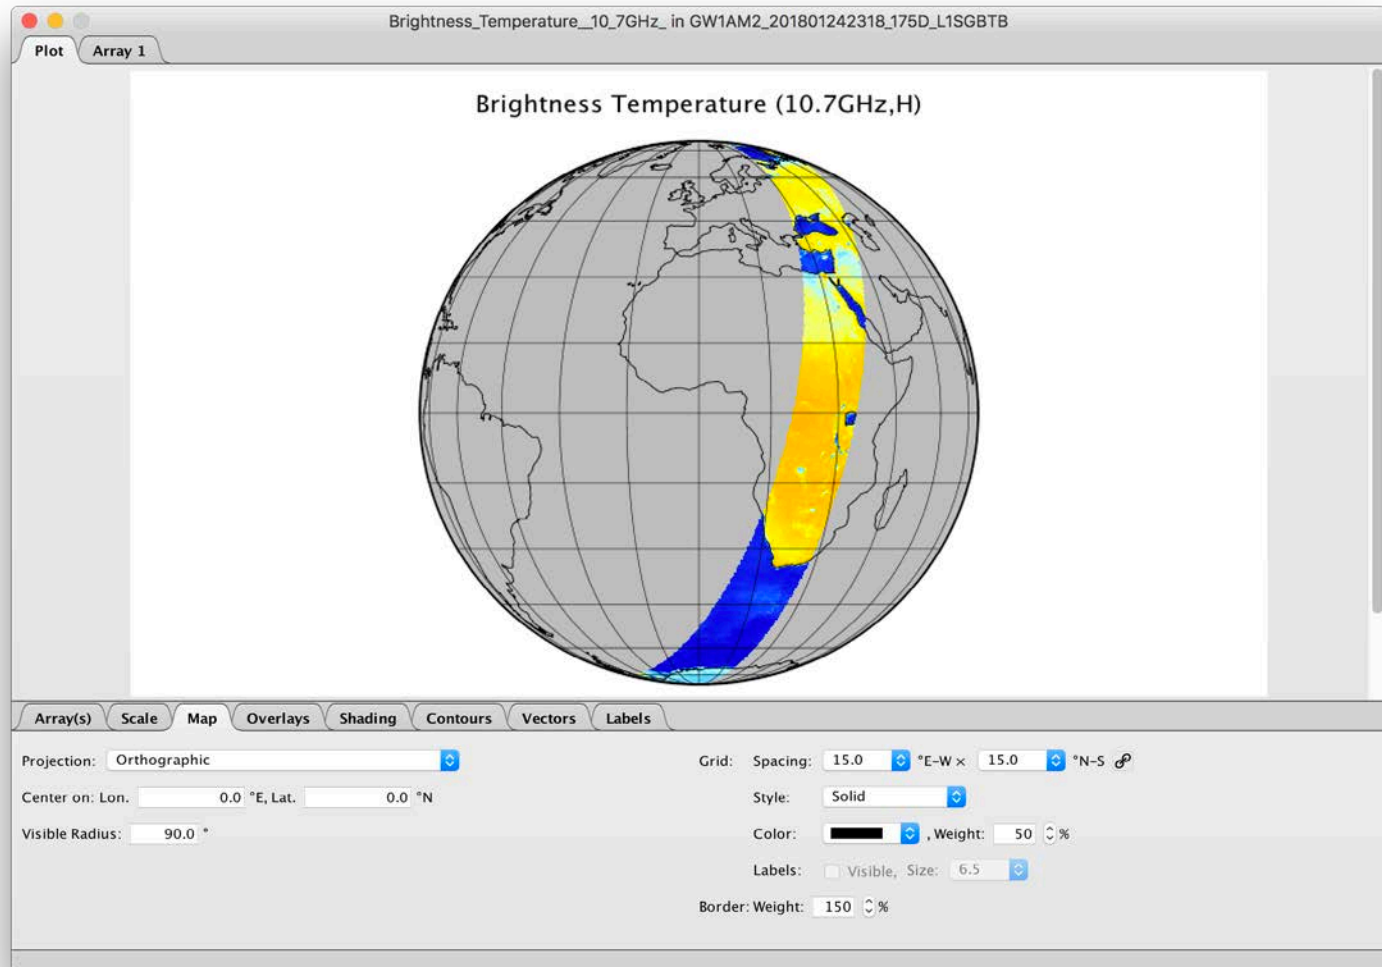 Brightness_Temperature__10_7GHz_ in GW1AM2_201801242318_175D_L1SGBTB
Plot Array 1
Brightness Temperature (10.7GHz,H)
Array(s) Scale Map Overlays Shading Contours Vectors Labels
Projection: Orthographic Grid: Spacing: 15.0 °E-W × 15.0 °N-S
Center on: Lon. 0.0 °E, Lat. 0.0 °N Style: Solid
Visible Radius: 90.0 ° Color: , Weight: 50 %
Labels: Visible, Size: 6.5
Border: Weight: 150 %